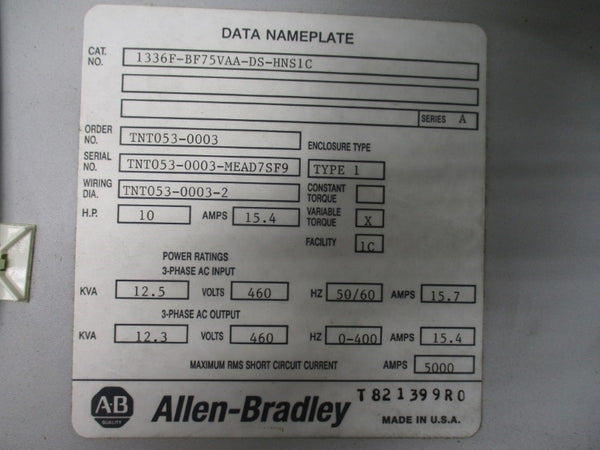 DATA NAMEPLATE
CAT. NO. 1336F-BF75VAA-DS-HNS1C
SERIES A
ORDER NO. TNT053-0003 ENCLOSURE TYPE
SERIAL NO. TNT053-0003-MEAD7SF9 TYPE 1
WIRING DIA. TNT053-0003-2 CONSTANT TORQUE
H.P. 10 AMPS 15.4 VARIABLE TORQUE X
FACILITY 1C
POWER RATINGS
3-PHASE AC INPUT
KVA 12.5 VOLTS 460 HZ 50/60 AMPS 15.7
3-PHASE AC OUTPUT
KVA 12.3 VOLTS 460 HZ 0-400 AMPS 15.4
MAXIMUM RMS SHORT CIRCUIT CURRENT AMPS 5000
A-B QUALITY Allen-Bradley T821399R0
MADE IN U.S.A.